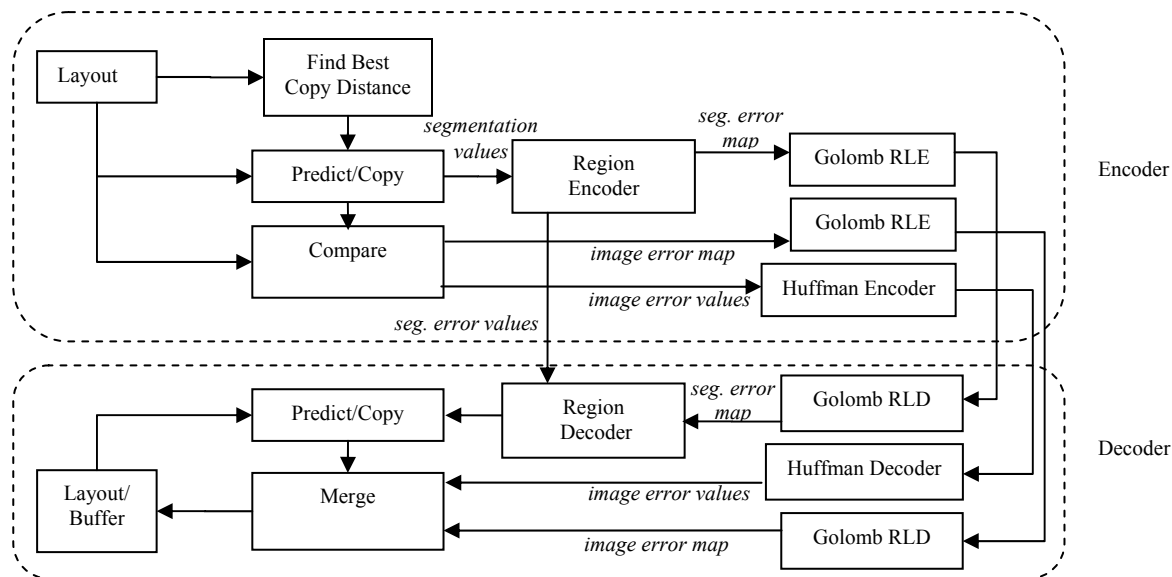 Layout
Find Best
Copy Distance
segmentation
values
seg. error
map
Predict/Copy
Region
Encoder
Golomb RLE
Encoder
Compare
image error map
Golomb RLE
image error values
Huffman Encoder
seg. error values
Predict/Copy
Region
Decoder
seg. error
map
Golomb RLD
Decoder
Layout/
Buffer
Merge
image error values
Huffman Decoder
image error map
Golomb RLD